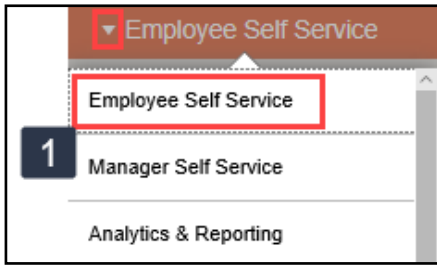 Employee Self Service
Employee Self Service
1
Manager Self Service
Analytics & Reporting